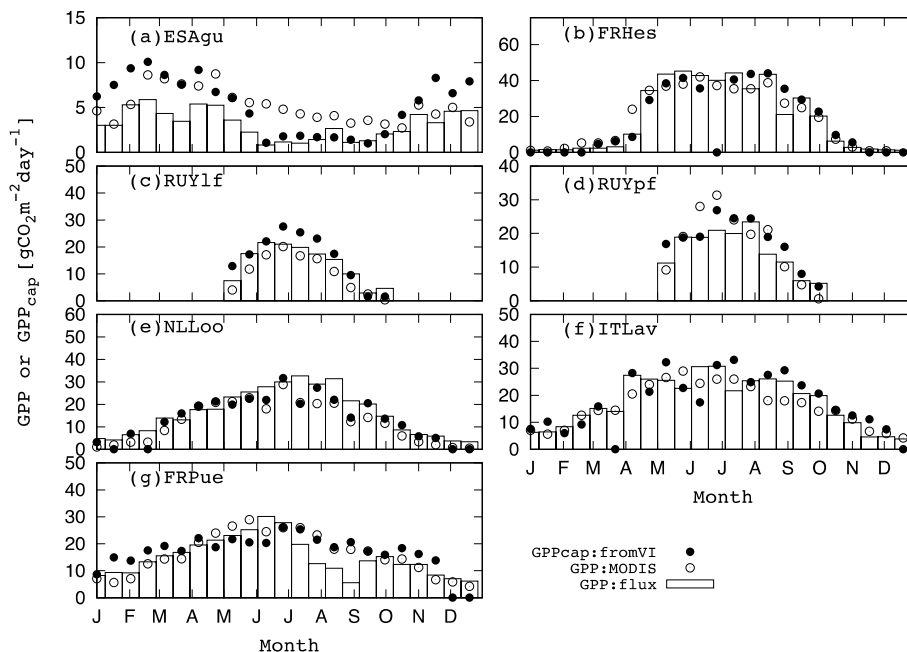 GPP or GPPcap [gCO2m−2day−1]
(a)ESAgu
15
10
5
0
(b)FRHes
60
40
20
0
(c)RUYlf
50
40
30
20
10
0
(d)RUYpf
50
40
30
20
10
0
(e)NLLoo
60
50
40
30
20
10
0
(f)ITLav
50
40
30
20
10
0
J F M A M J J A S O N D
Month
(g)FRPue
50
40
30
20
10
0
J F M A M J J A S O N D
Month
GPPcap:fromVI
GPP:MODIS
GPP:flux